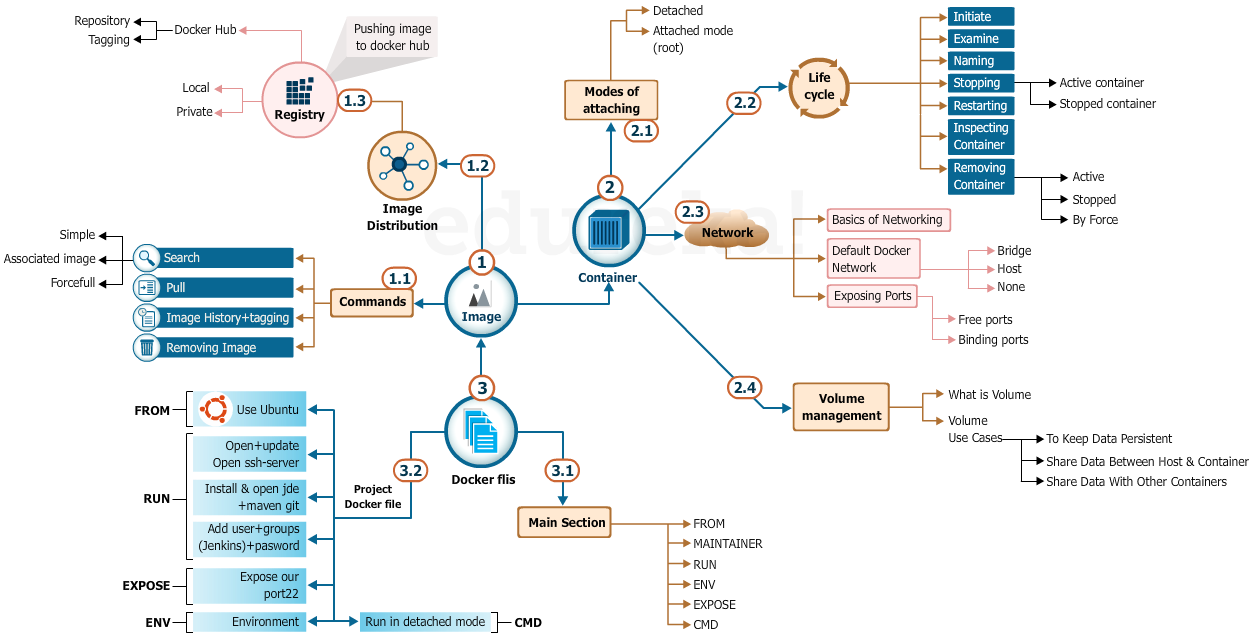 Repository
Tagging
Docker Hub
Pushing image
to docker hub
Local
Private
Registry
1.3
1.2
Image
Distribution
Detached
Attached mode
(root)
Modes of
attaching
2.1
2.2
Life
cycle
Initiate
Examine
Naming
Stopping
Restarting
Inspecting
Container
Removing
Container
Active container
Stopped container
Active
Stopped
By Force
2
Container
2.3
Network
Basics of Networking
Default Docker
Network
Exposing Ports
Bridge
Host
None
Free ports
Binding ports
2.4
Volume
management
What is Volume
Volume
Use Cases
To Keep Data Persistent
Share Data Between Host & Container
Share Data With Other Containers
edureka!
1
Image
1.1
Commands
Search
Pull
Image History+tagging
Removing Image
Simple
Associated image
Forcefull
3
Docker flis
3.1
Main Section
FROM
MAINTAINER
RUN
ENV
EXPOSE
CMD
3.2
Project
Docker file
FROM
Use Ubuntu
RUN
Open+update
Open ssh-server
Install & open jde
+maven git
Add user+groups
(Jenkins)+pasword
EXPOSE
Expose our
port22
ENV
Environment
Run in detached mode
CMD